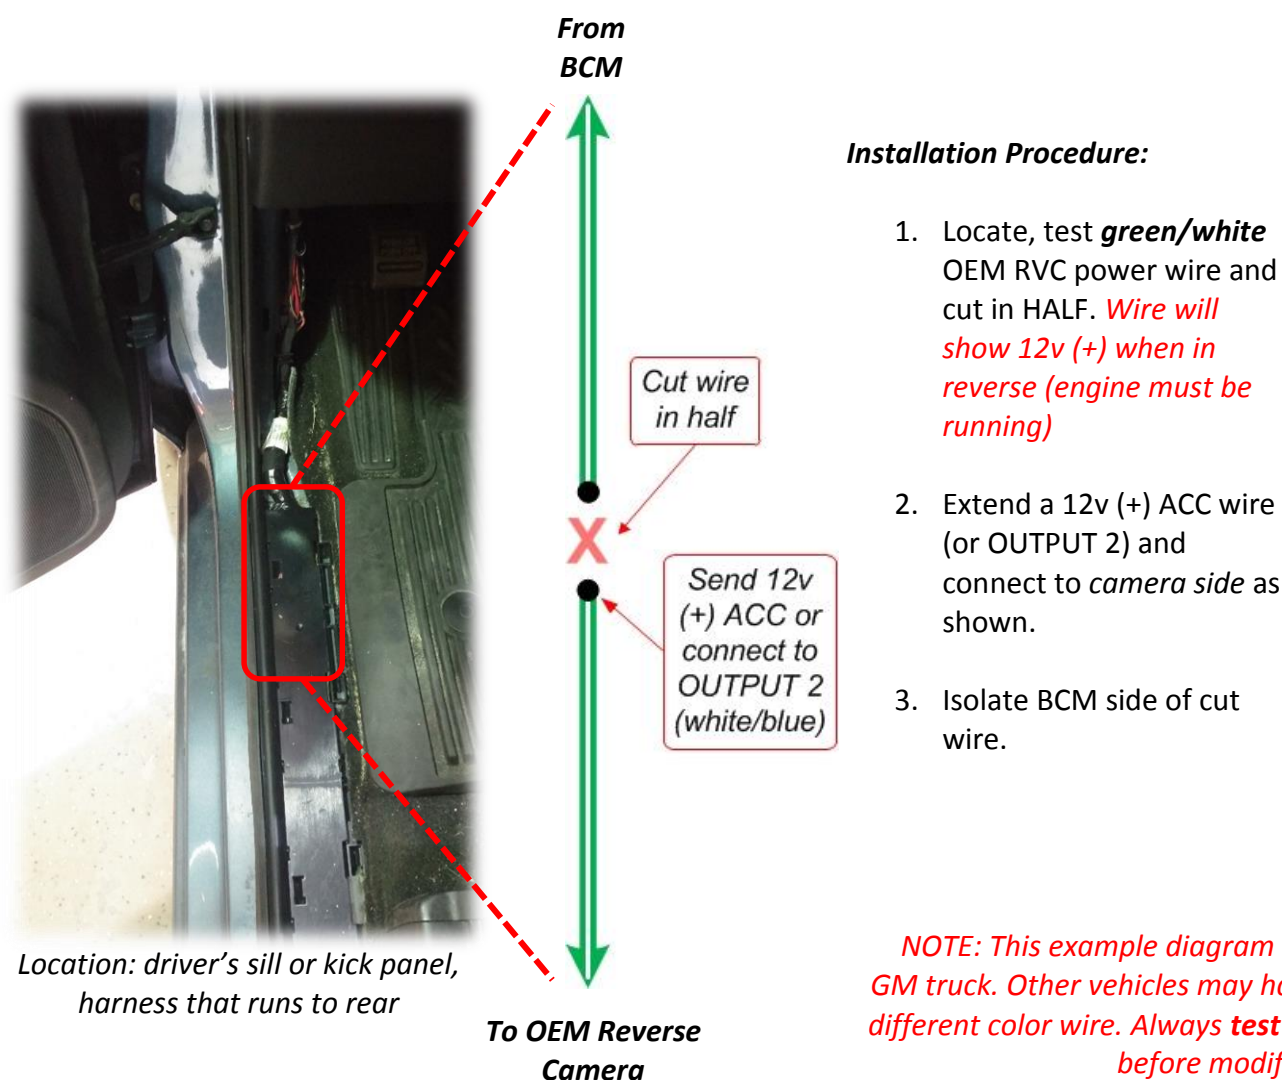 From
BCM
Installation Procedure:
1. Locate, test green/white
OEM RVC power wire and
cut in HALF. Wire will
show 12v (+) when in
reverse (engine must be
running)
Cut wire
in half
2. Extend a 12v (+) ACC wire
(or OUTPUT 2) and
connect to camera side as
shown.
Send 12v
(+) ACC or
connect to
OUTPUT 2
(white/blue)
3. Isolate BCM side of cut
wire.
Location: driver's sill or kick panel,
harness that runs to rear
NOTE: This example diagram
GM truck. Other vehicles may
different color wire. Always test
before
To OEM Reverse
Camera